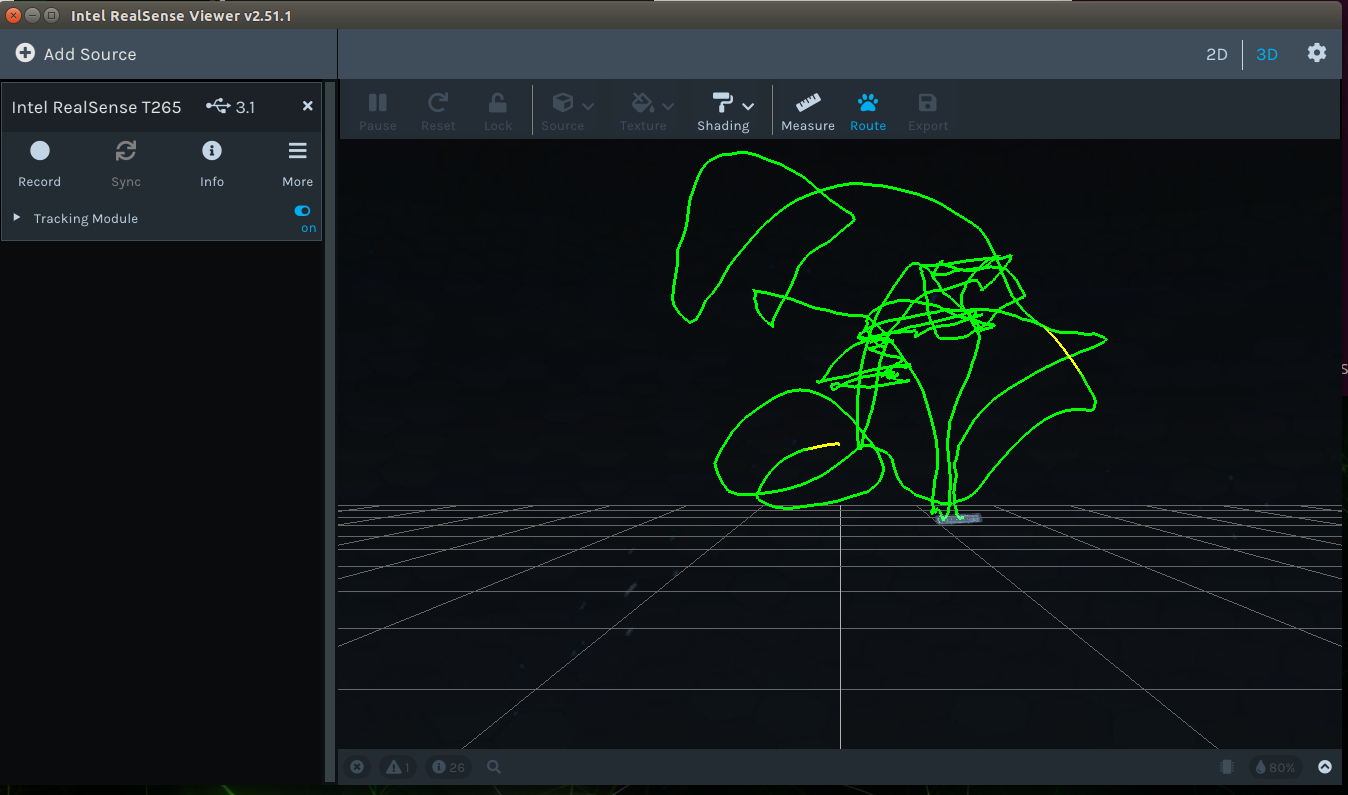 Intel RealSense Viewer v2.51.1
Add Source
2D
3D
Intel RealSense T265
3.1
Pause
Reset
Lock
Source
Texture
Shading
Measure
Route
Export
Record
Sync
Info
More
Tracking Module
on
1
26
80%
S